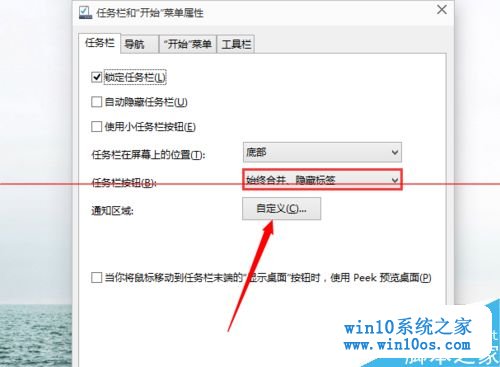 任务栏和“开始”菜单属性
任务栏 导航 “开始”菜单 工具栏
锁定任务栏(L)
自动隐藏任务栏(U)
使用小任务栏按钮(E)
任务栏在屏幕上的位置(T): 底部
任务栏按钮(B): 始终合并、隐藏标签
通知区域: 自定义(C)...
当你将鼠标移动到任务栏末端的“显示桌面”按钮时，使用 Peek 预览桌面(P)
win10系统之家
www.win10os.com
脚本之家